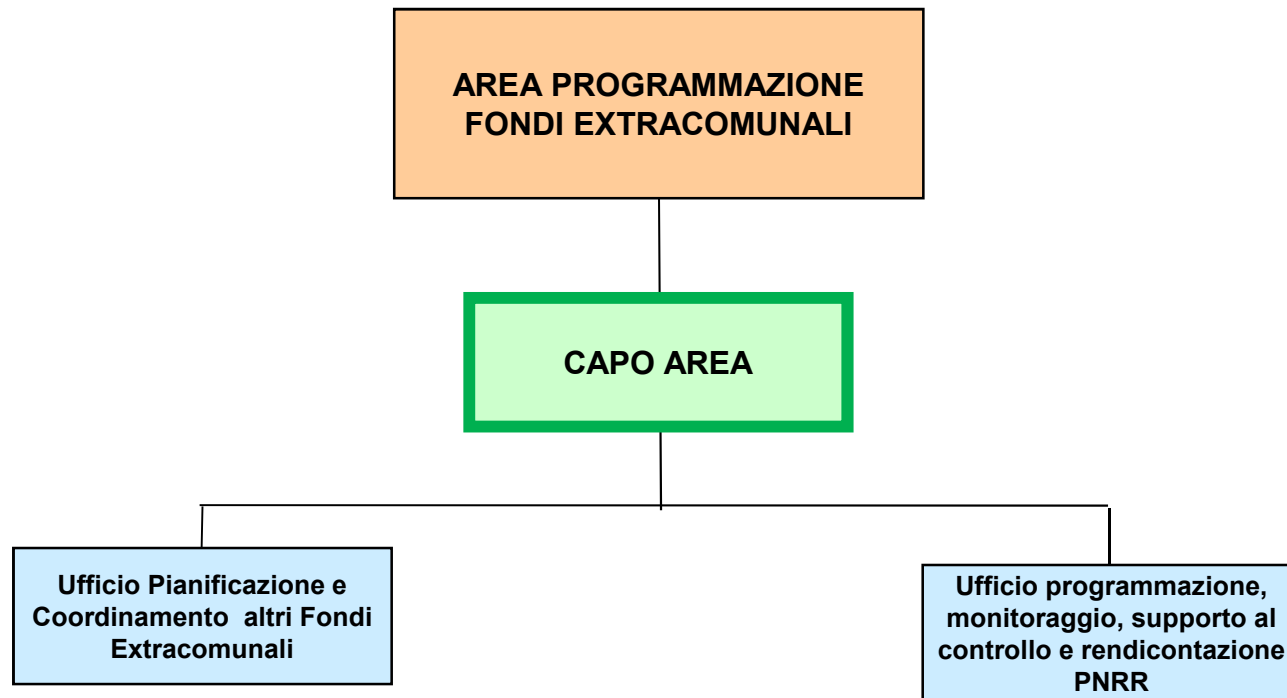 AREA PROGRAMMAZIONE
FONDI EXTRACOMUNALI
CAPO AREA
Ufficio Pianificazione e
Coordinamento altri Fondi
Extracomunali
Ufficio programmazione,
monitoraggio, supporto al
controllo e rendicontazione
PNRR